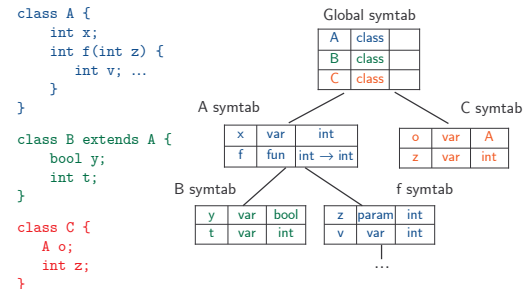 class A {
int x;
int f(int z) {
int v; ...
}
}
class B extends A {
bool y;
int t;
}
class C {
A o;
int z;
}
Global symtab
A class
B class
C class
A symtab
x var int
f fun int → int
C symtab
o var A
z var int
B symtab
y var bool
t var int
f symtab
z param int
v var int
...